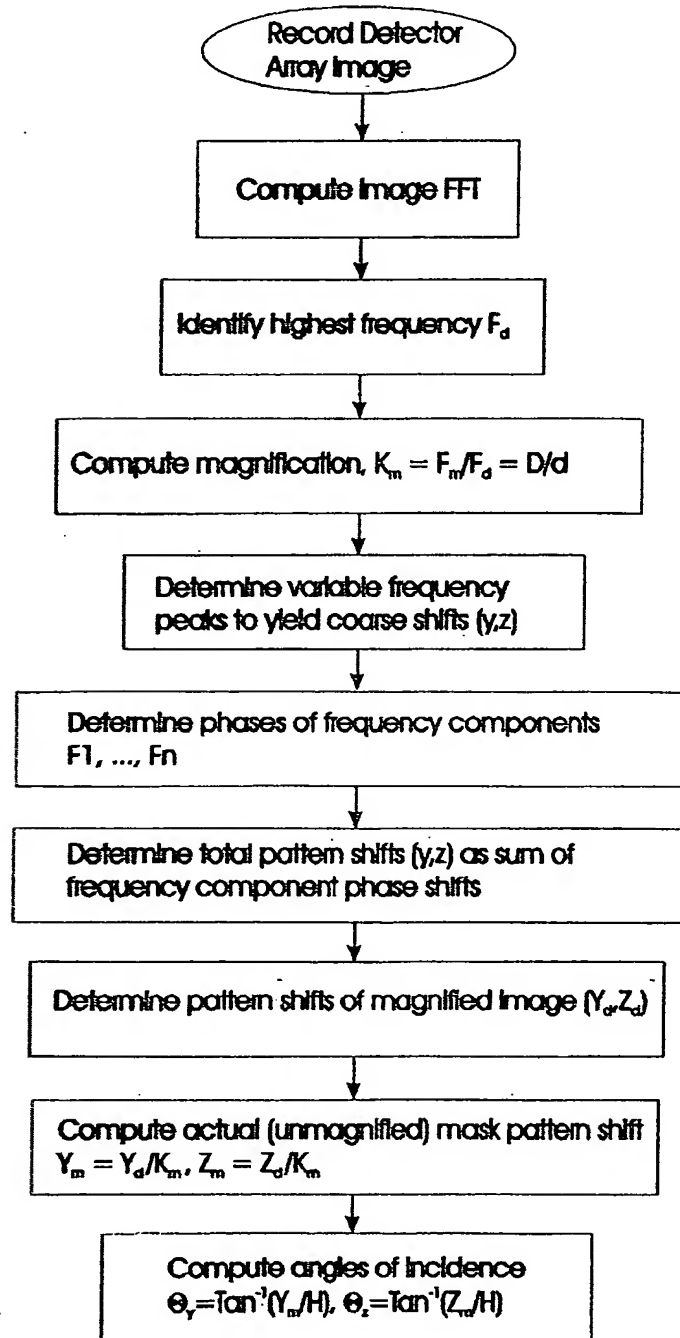 Record Detector
Array Image
Compute Image FFT
Identify highest frequency F_d
Compute magnification, K_m = F_m/F_d = D/d
Determine variable frequency
peaks to yield coarse shifts (y,z)
Determine phases of frequency components
F1, ..., Fn
Determine total pattern shifts (y,z) as sum of
frequency component phase shifts
Determine pattern shifts of magnified image (Y_d,Z_d)
Compute actual (unmagnified) mask pattern shift
Y_m = Y_d/K_m, Z_m = Z_d/K_m
Compute angles of incidence
Θ_Y=Tan⁻¹(Y_m/H), Θ_z=Tan⁻¹(Z_m/H)